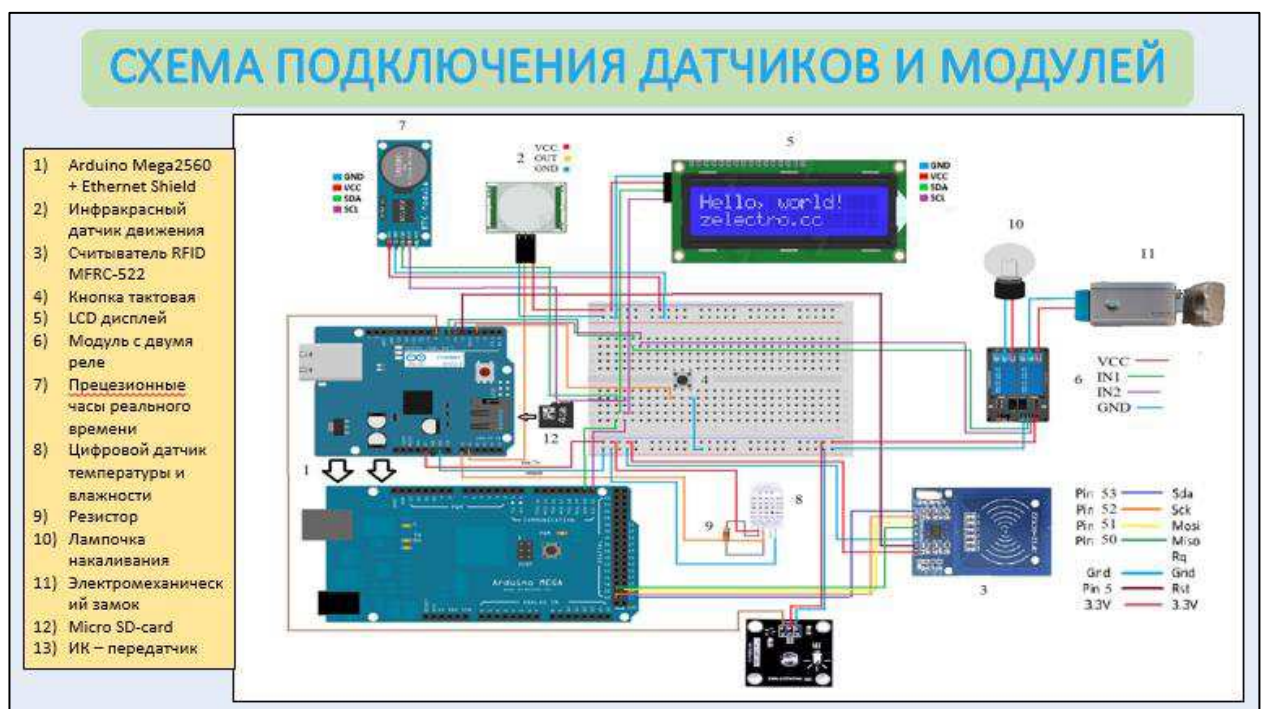 СХЕМА ПОДКЛЮЧЕНИЯ ДАТЧИКОВ И МОДУЛЕЙ
1) Arduino Mega2560
+ Ethernet Shield
2) Инфракрасный
датчик движения
3) Считыватель RFID
MFRC-522
4) Кнопка тактовая
5) LCD дисплей
6) Модуль с двумя
реле
7) Прецезионные
часы реального
времени
8) Цифровой датчик
температуры и
влажности
9) Резистор
10) Лампочка
накаливания
11) Электромеханическ
ий замок
12) Micro SD-card
13) ИК – передатчик
7
GND
VCC
SDA
SCL
2
VCC
OUT
GND
5
GND
VCC
SDA
SCL
Hello, world!
zelectro.cc
10
11
6
VCC
IN1
IN2
GND
4
12
1
8
9
Arduino MEGA
3
Pin 53 Sda
Pin 52 Sck
Pin 51 Mosi
Pin 50 Miso
Rq
Gnd Gnd
Pin 5 Rst
3.3V 3.3V